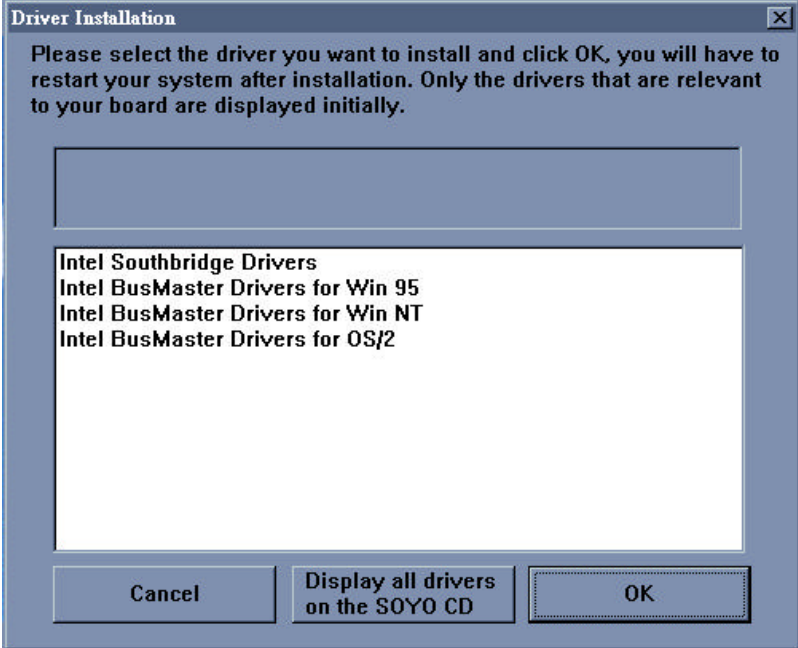 Driver Installation
Please select the driver you want to install and click OK, you will have to
restart your system after installation. Only the drivers that are relevant
to your board are displayed initially.
Intel Southbridge Drivers
Intel BusMaster Drivers for Win 95
Intel BusMaster Drivers for Win NT
Intel BusMaster Drivers for OS/2
Cancel
Display all drivers
on the SOYO CD
OK